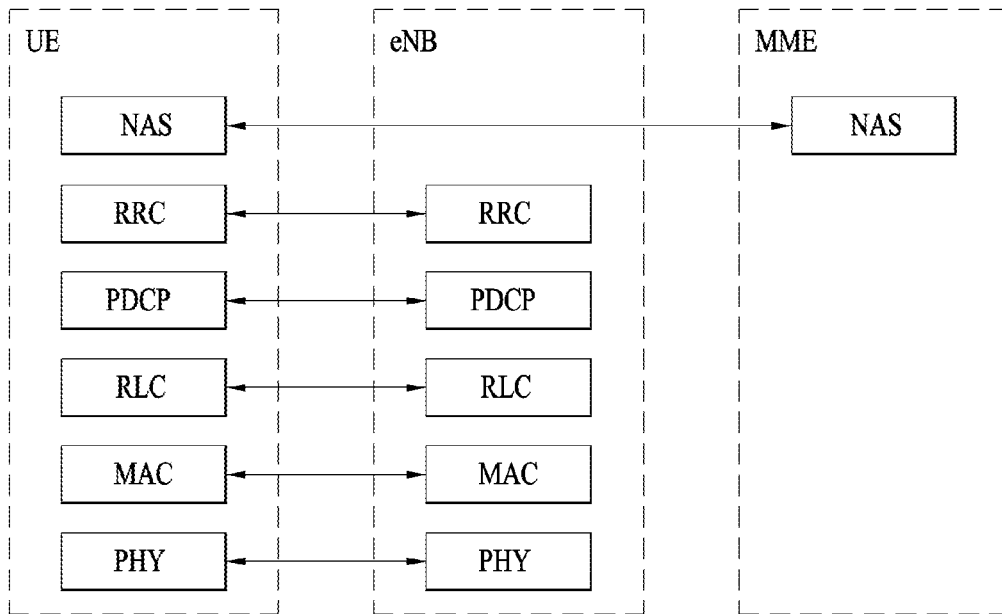 UE eNB MME
NAS NAS
RRC RRC
PDCP PDCP
RLC RLC
MAC MAC
PHY PHY